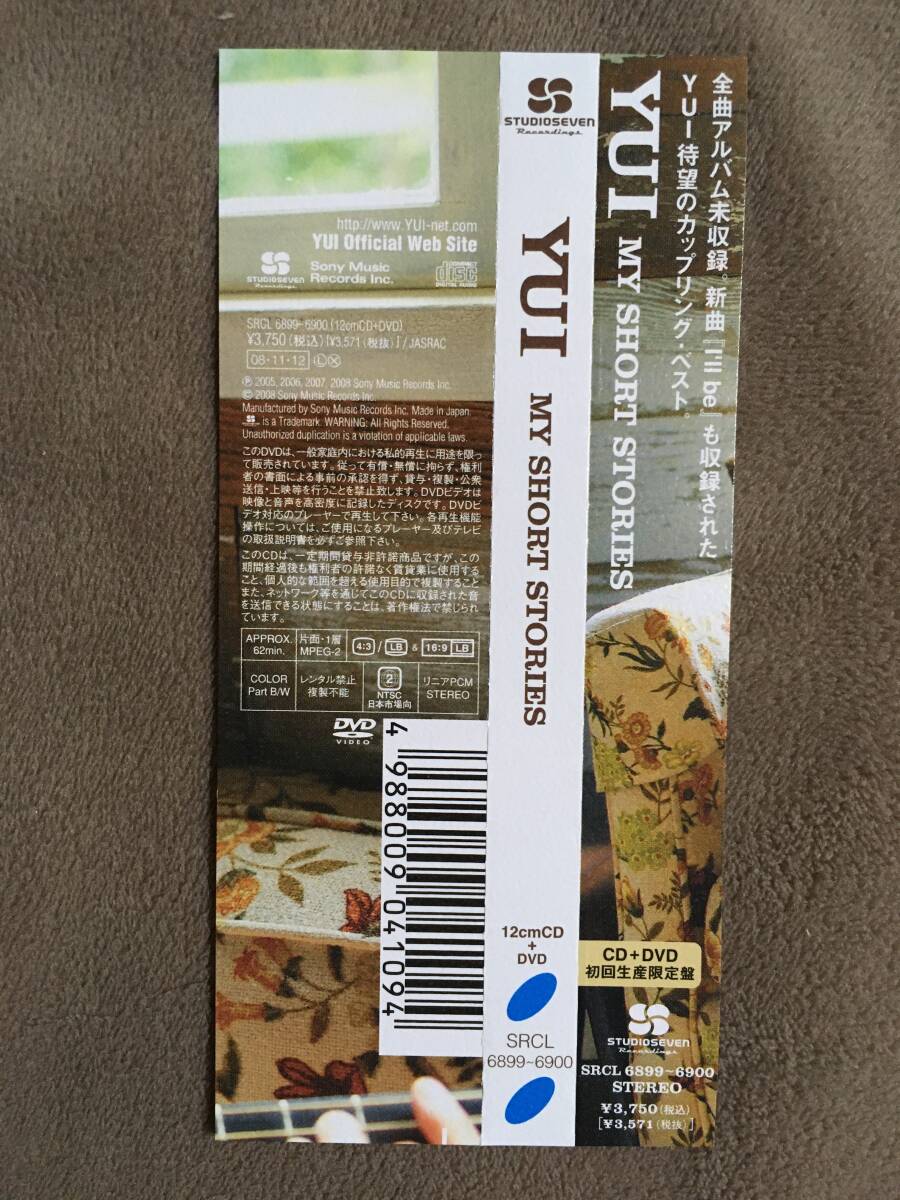 全曲アルバム未収録。新曲『I'll be』も収録された
YUI待望のカップリング・ベスト。
YUI MY SHORT STORIES
CD+DVD
初回生産限定盤
STUDIOSEVEN
Recordings
SRCL 6899~6900
STEREO
¥3,750(税込)
[¥3,571(税抜)]
STUDIOSEVEN
Recordings
YUI MY SHORT STORIES
12cmCD
+
DVD
SRCL
6899~6900
http://www.YUI-net.com
YUI Official Web Site
STUDIOSEVEN
Recordings
Sony Music
Records Inc.
COMPACT
disc
DIGITAL AUDIO
SRCL 6899~6900 (12cmCD+DVD)
¥3,750(税込)[¥3,571(税抜)]/JASRAC
08・11・12 Ⓛ Ⓧ
Ⓟ 2005, 2006, 2007, 2008 Sony Music Records Inc.
© 2008 Sony Music Records Inc.
Manufactured by Sony Music Records Inc. Made in Japan.
is a Trademark. WARNING: All Rights Reserved.
Unauthorized duplication is a violation of applicable laws.
このDVDは、一般家庭内における私的再生に用途を限っ
て販売されています。従って有償・無償に拘らず、権利
者の書面による事前の承認を得ず、貸与・複製・公衆
送信・上映等を行うことを禁止致します。DVDビデオは
映像と音声を高密度に記録したディスクです。DVDビ
デオ対応のプレーヤーで再生して下さい。各再生機能
操作については、ご使用になるプレーヤー及びテレビ
の取扱説明書を必ずご参照下さい。
このCDは、一定期間貸与非許諾商品ですが、この
期間経過後も権利者の許諾なく賃貸業に使用する
こと、個人的な範囲を超える使用目的で複製すること
また、ネットワーク等を通じてこのCDに収録された音
を送信できる状態にすることは、著作権法で禁じられ
ています。
APPROX. 62min.
片面・1層 MPEG-2
4:3 / LB & 16:9 LB
COLOR Part B/W
レンタル禁止 複製不能
2 NTSC 日本市場向
リニアPCM STEREO
DVD
VIDEO
4 988009 041094